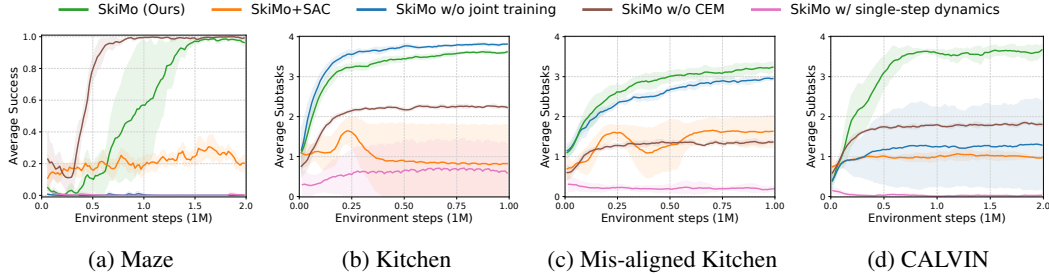 SkiMo (Ours) SkiMo+SAC SkiMo w/o joint training SkiMo w/o CEM SkiMo w/ single-step dynamics
Average Success
1.0
0.8
0.6
0.4
0.2
0.0
0.0 0.5 1.0 1.5 2.0
Environment steps (1M)
(a) Maze
Average Subtasks
4
3
2
1
0
0.00 0.25 0.50 0.75 1.00
Environment steps (1M)
(b) Kitchen
Average Subtasks
4
3
2
1
0
0.00 0.25 0.50 0.75 1.00
Environment steps (1M)
(c) Mis-aligned Kitchen
Average Subtasks
4
3
2
1
0
0.0 0.5 1.0 1.5 2.0
Environment steps (1M)
(d) CALVIN